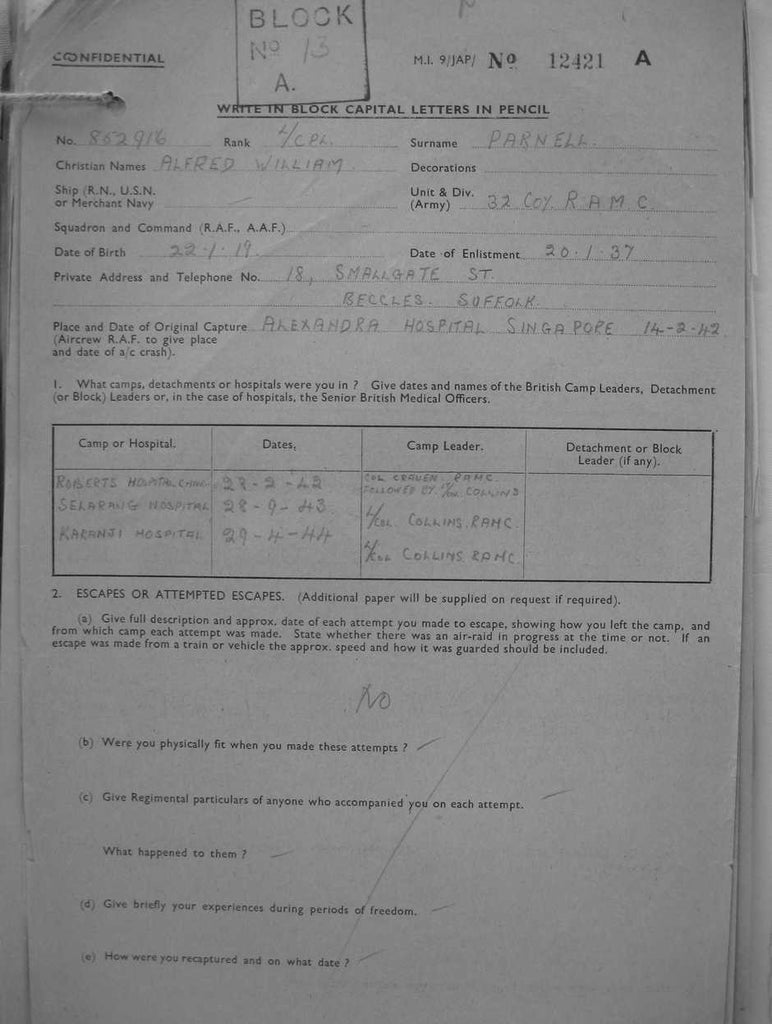 BLOCK
No 13
A.
CONFIDENTIAL
M.I. 9/JAP/ No 12421 A
WRITE IN BLOCK CAPITAL LETTERS IN PENCIL
No. 862916 Rank L/CPL. Surname PARNELL.
Christian Names ALFRED WILLIAM. Decorations
Ship (R.N., U.S.N. or Merchant Navy Unit & Div. (Army) 32 COY. R A M C
Squadron and Command (R.A.F., A.A.F.)
Date of Birth 22.1.19 Date of Enlistment 20.1.37
Private Address and Telephone No. 18, SMALLGATE ST.
BECCLES. SUFFOLK.
Place and Date of Original Capture ALEXANDRA HOSPITAL SINGAPORE 14-2-42
(Aircrew R.A.F. to give place
and date of a/c crash).
1. What camps, detachments or hospitals were you in ? Give dates and names of the British Camp Leaders, Detachment
(or Block) Leaders or, in the case of hospitals, the Senior British Medical Officers.
Camp or Hospital. Dates. Camp Leader. Detachment or Block Leader (if any).
ROBERTS HOSPITAL 28-2-42 COL CRAVEN. RAMC.
FOLLOWED BY L/COL. COLLINS
SELARANG HOSPITAL 28-9-43. L/COL. COLLINS. RAMC.
KARANJI HOSPITAL 29-4-44 L/COL COLLINS RAMC.
2. ESCAPES OR ATTEMPTED ESCAPES. (Additional paper will be supplied on request if required).
(a) Give full description and approx. date of each attempt you made to escape, showing how you left the camp, and
from which camp each attempt was made. State whether there was an air-raid in progress at the time or not. If an
escape was made from a train or vehicle the approx. speed and how it was guarded should be included.
NO
(b) Were you physically fit when you made these attempts ?
(c) Give Regimental particulars of anyone who accompanied you on each attempt.
What happened to them ?
(d) Give briefly your experiences during periods of freedom.
(e) How were you recaptured and on what date ?